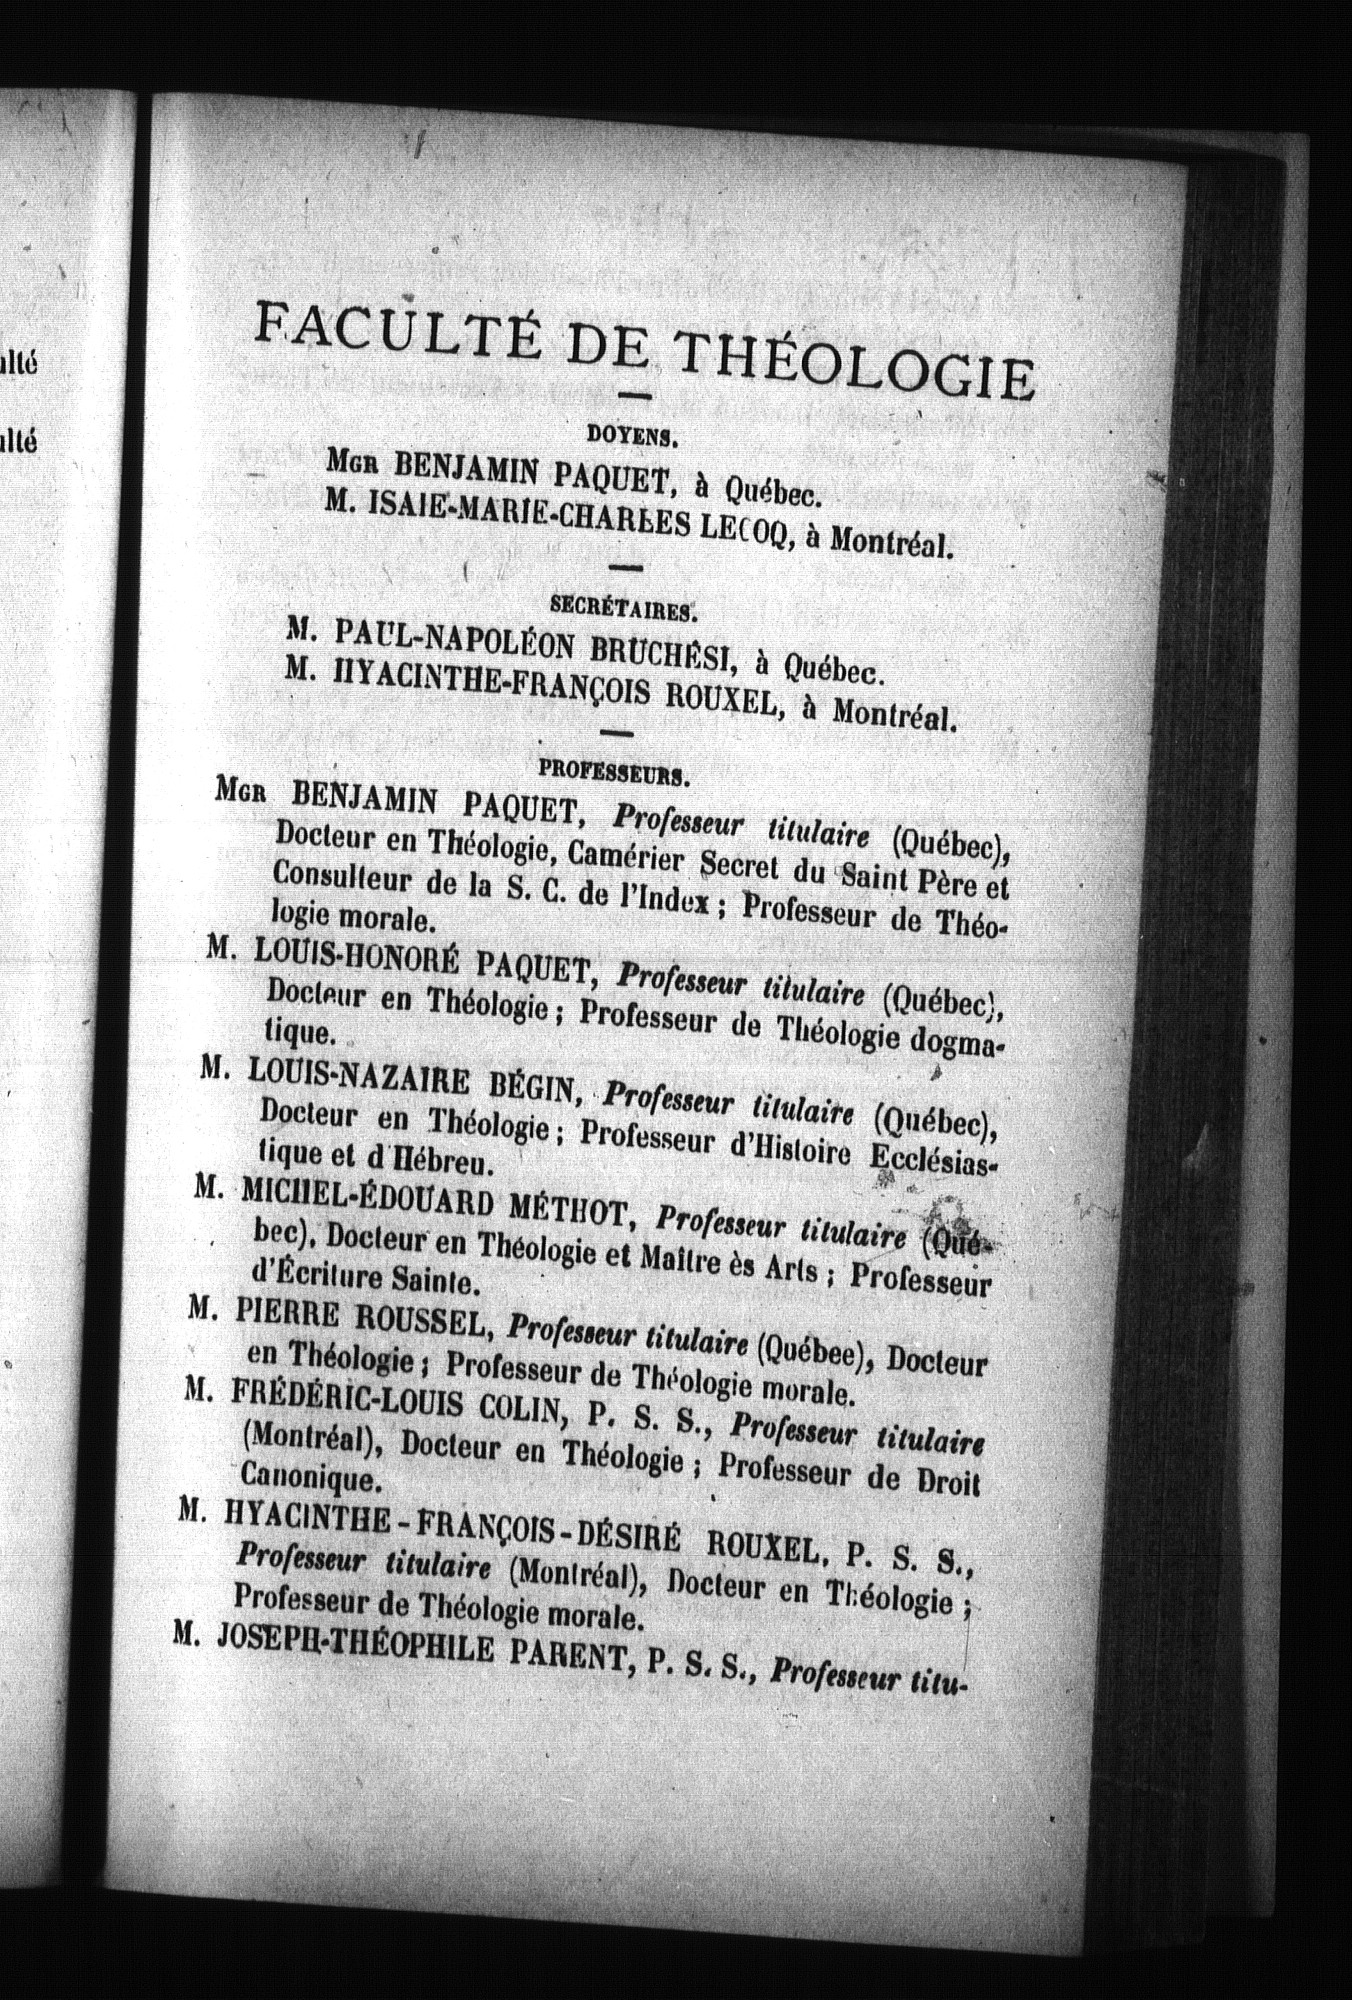 ulté
ulté
FACULTÉ DE THÉOLOGIE
DOYENS.
MGR BENJAMIN PAQUET, à Québec.
M. ISAIE-MARIE-CHARLES LECOQ, à Montréal.
SECRÉTAIRES.
M. PAUL-NAPOLÉON BRUCHÉSI, à Québec.
M. HYACINTHE-FRANÇOIS ROUXEL, à Montréal.
PROFESSEURS.
MGR BENJAMIN PAQUET, Professeur titulaire (Québec),
Docteur en Théologie, Camérier Secret du Saint Père et
Consulteur de la S. C. de l'Index ; Professeur de Théo-
logie morale.
M. LOUIS-HONORÉ PAQUET, Professeur titulaire (Québec),
Docteur en Théologie ; Professeur de Théologie dogma-
tique.
M. LOUIS-NAZAIRE BÉGIN, Professeur titulaire (Québec),
Docteur en Théologie ; Professeur d'Histoire Ecclésias-
tique et d'Hébreu.
M. MICHEL-ÉDOUARD MÉTHOT, Professeur titulaire (Qué-
bec), Docteur en Théologie et Maître ès Arts ; Professeur
d'Écriture Sainte.
M. PIERRE ROUSSEL, Professeur titulaire (Québee), Docteur
en Théologie ; Professeur de Théologie morale.
M. FRÉDÉRIC-LOUIS COLIN, P. S. S., Professeur titulaire
(Montréal), Docteur en Théologie ; Professeur de Droit
Canonique.
M. HYACINTHE-FRANÇOIS-DÉSIRÉ ROUXEL, P. S. S.,
Professeur titulaire (Montréal), Docteur en Théologie ;
Professeur de Théologie morale.
M. JOSEPH-THÉOPHILE PARENT, P. S. S., Professeur titu-